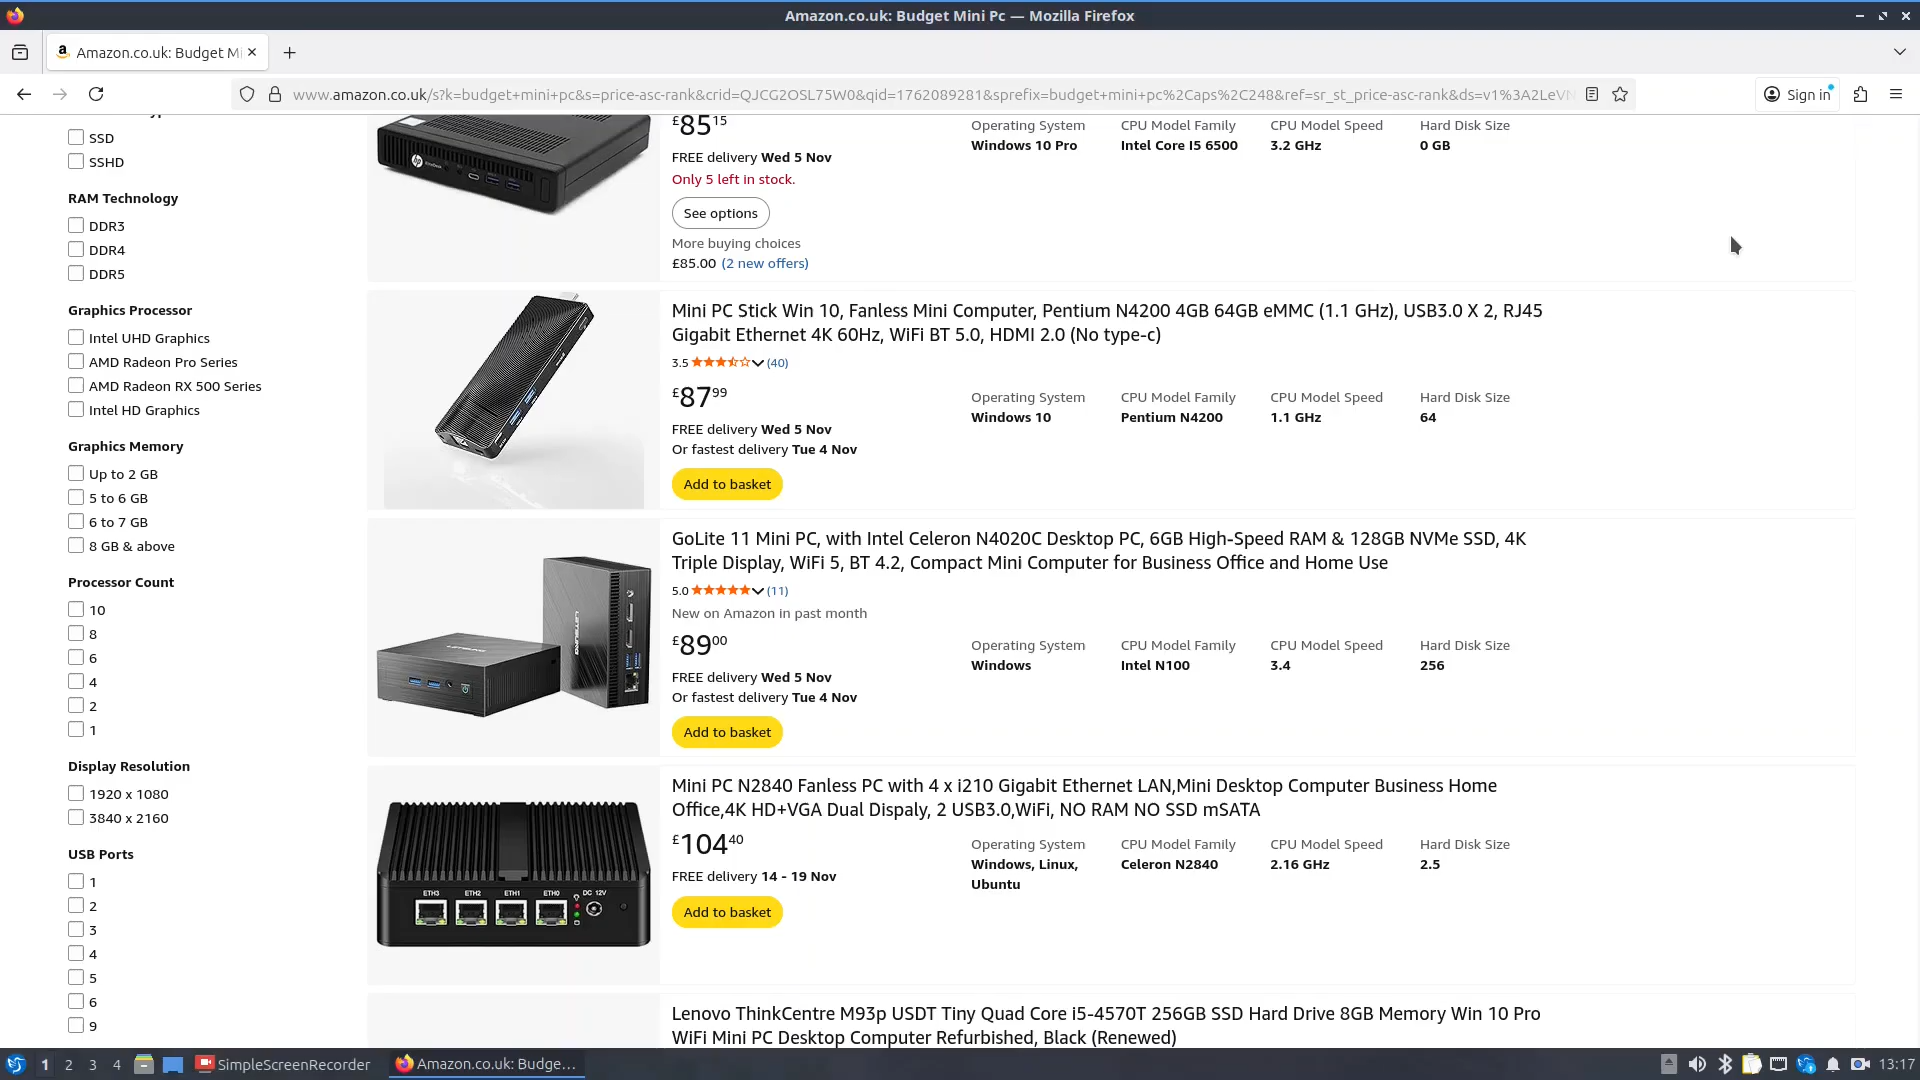 Amazon.co.uk: Budget Mini Pc — Mozilla Firefox
Amazon.co.uk: Budget Mi
www.amazon.co.uk/s?k=budget+mini+pc&s=price-asc-rank&crid=QJCG2OSL75W0&qid=1762089281&sprefix=budget+mini+pc%2Caps%2C248&ref=sr_st_price-asc-rank&ds=v1%3A2LeVN
Sign in
SSD
SSHD
RAM Technology
DDR3
DDR4
DDR5
Graphics Processor
Intel UHD Graphics
AMD Radeon Pro Series
AMD Radeon RX 500 Series
Intel HD Graphics
Graphics Memory
Up to 2 GB
5 to 6 GB
6 to 7 GB
8 GB & above
Processor Count
10
8
6
4
2
1
Display Resolution
1920 x 1080
3840 x 2160
USB Ports
1
2
3
4
5
6
9
hp
£85 15
Operating System CPU Model Family CPU Model Speed Hard Disk Size
Windows 10 Pro Intel Core I5 6500 3.2 GHz 0 GB
FREE delivery Wed 5 Nov
Only 5 left in stock.
See options
More buying choices
£85.00 (2 new offers)
Mini PC Stick Win 10, Fanless Mini Computer, Pentium N4200 4GB 64GB eMMC (1.1 GHz), USB3.0 X 2, RJ45
Gigabit Ethernet 4K 60Hz, WiFi BT 5.0, HDMI 2.0 (No type-c)
3.5 (40)
£87 99
Operating System CPU Model Family CPU Model Speed Hard Disk Size
Windows 10 Pentium N4200 1.1 GHz 64
FREE delivery Wed 5 Nov
Or fastest delivery Tue 4 Nov
Add to basket
GoLite 11 Mini PC, with Intel Celeron N4020C Desktop PC, 6GB High-Speed RAM & 128GB NVMe SSD, 4K
Triple Display, WiFi 5, BT 4.2, Compact Mini Computer for Business Office and Home Use
5.0 (11)
New on Amazon in past month
£89 00
Operating System CPU Model Family CPU Model Speed Hard Disk Size
Windows Intel N100 3.4 256
FREE delivery Wed 5 Nov
Or fastest delivery Tue 4 Nov
Add to basket
Mini PC N2840 Fanless PC with 4 x i210 Gigabit Ethernet LAN,Mini Desktop Computer Business Home
Office,4K HD+VGA Dual Dispaly, 2 USB3.0,WiFi, NO RAM NO SSD mSATA
£104 40
Operating System CPU Model Family CPU Model Speed Hard Disk Size
Windows, Linux, Celeron N2840 2.16 GHz 2.5
Ubuntu
FREE delivery 14 - 19 Nov
Add to basket
ETH3 ETH2 ETH1 ETH0 DC 12V
Lenovo ThinkCentre M93p USDT Tiny Quad Core i5-4570T 256GB SSD Hard Drive 8GB Memory Win 10 Pro
WiFi Mini PC Desktop Computer Refurbished, Black (Renewed)
1 2 3 4 SimpleScreenRecorder Amazon.co.uk: Budge... 13:17